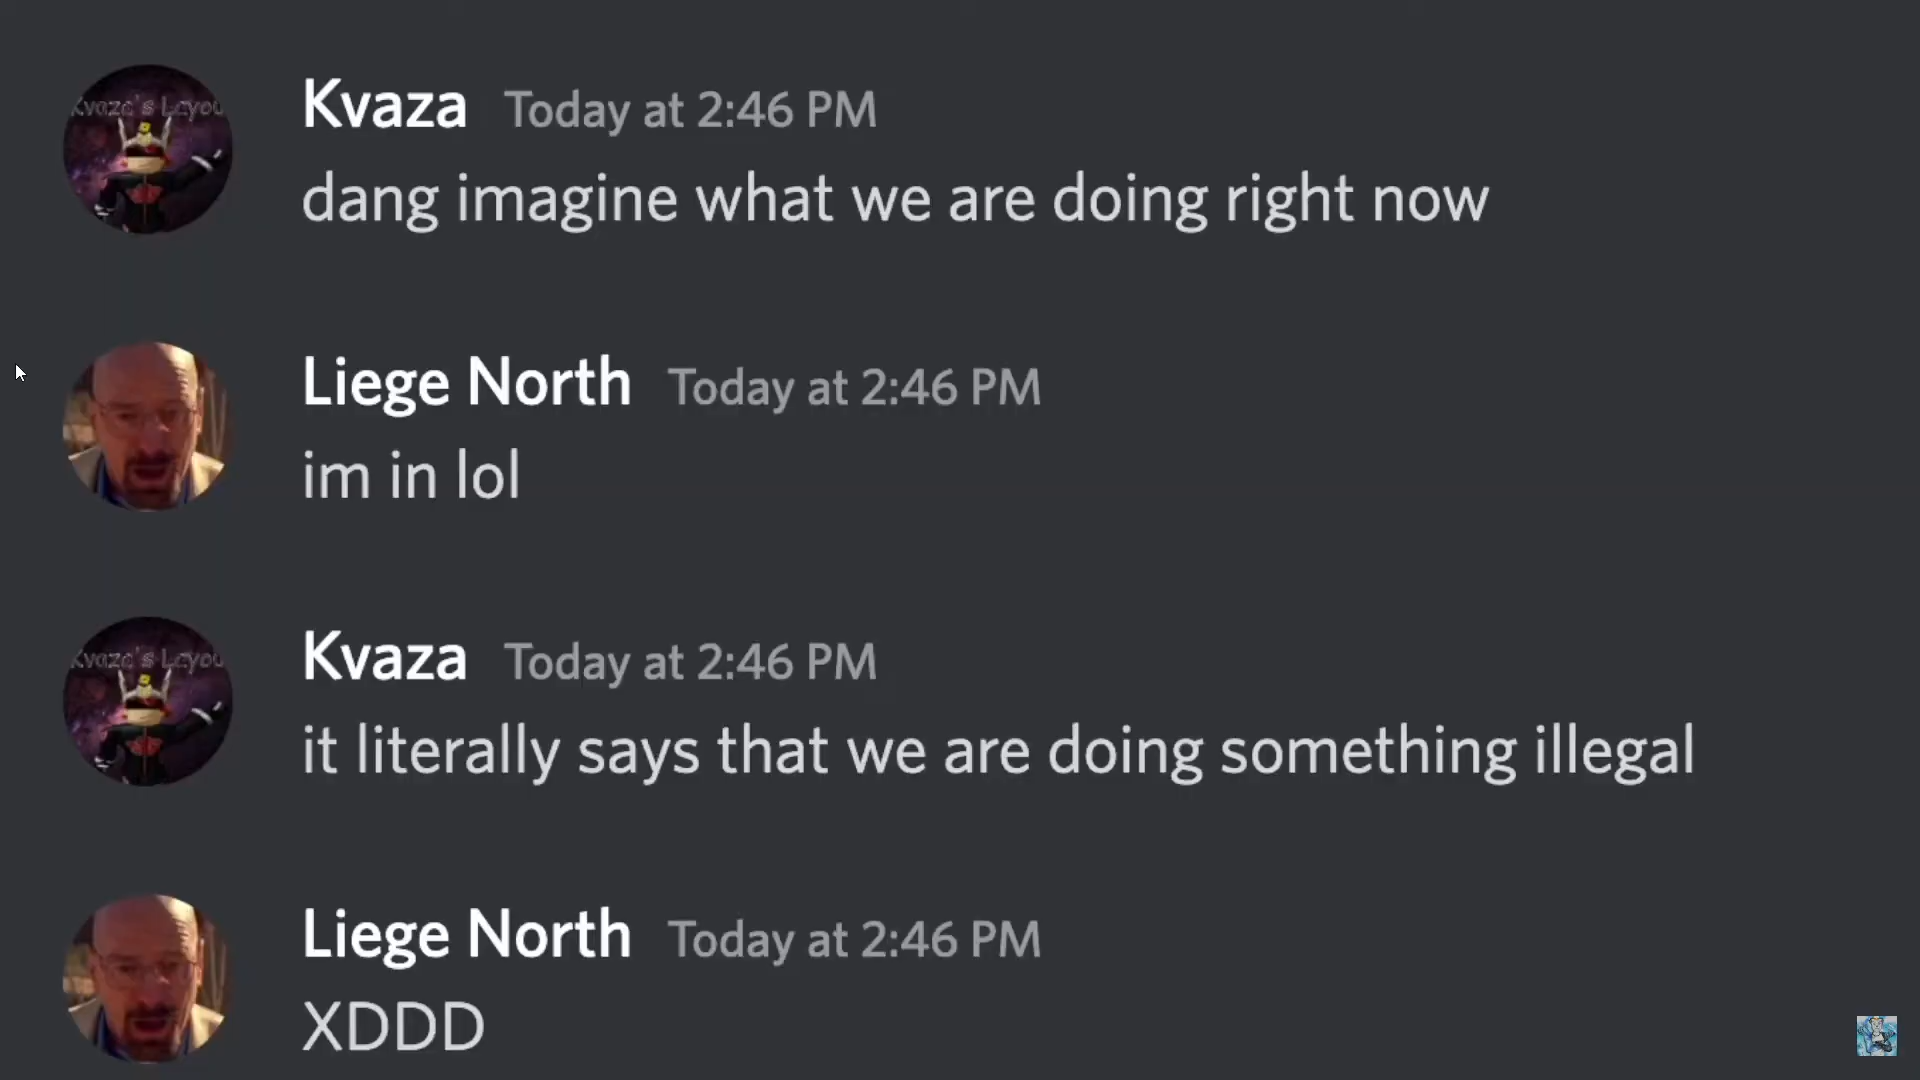 Kvaza Today at 2:46 PM
dang imagine what we are doing right now
Liege North Today at 2:46 PM
im in lol
Kvaza Today at 2:46 PM
it literally says that we are doing something illegal
Liege North Today at 2:46 PM
XDDD